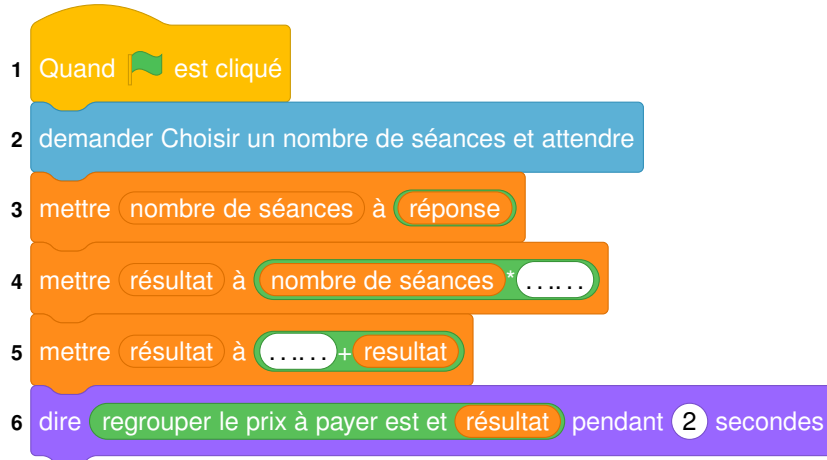 1 Quand est cliqué
2 demander Choisir un nombre de séances et attendre
3 mettre nombre de séances à réponse
4 mettre résultat à nombre de séances * ......
5 mettre résultat à ...... + resultat
6 dire regrouper le prix à payer est et résultat pendant 2 secondes